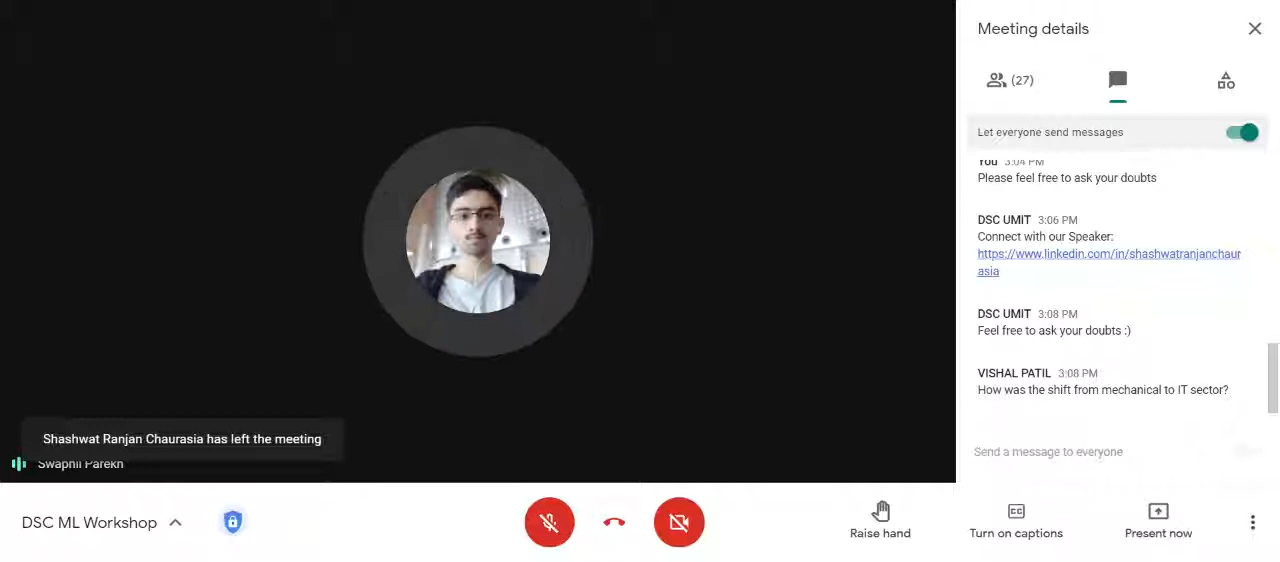 Meeting details
(27)
Let everyone send messages
You 3:04 PM
Please feel free to ask your doubts
DSC UMIT 3:06 PM
Connect with our Speaker:
https://www.linkedin.com/in/shashwatranjanchaur
asia
DSC UMIT 3:08 PM
Feel free to ask your doubts :)
VISHAL PATIL 3:08 PM
How was the shift from mechanical to IT sector?
Send a message to everyone
Shashwat Ranjan Chaurasia has left the meeting
Swapnil Parekh
DSC ML Workshop
Raise hand
CC
Turn on captions
Present now